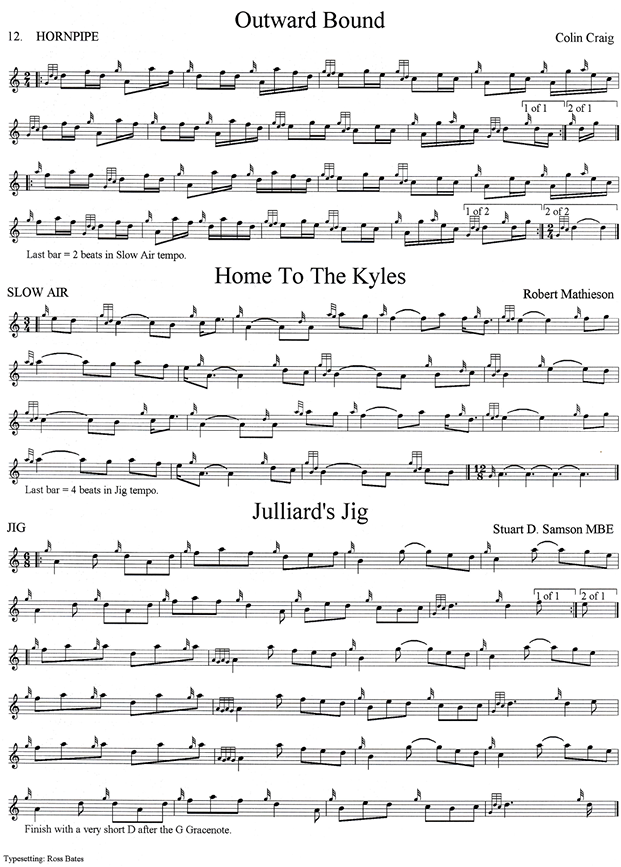 Outward Bound
12. HORNPIPE
Colin Craig
1 of 1 2 of 1
1 of 2 2 of 2
Last bar = 2 beats in Slow Air tempo.
Home To The Kyles
SLOW AIR
Robert Mathieson
Last bar = 4 beats in Jig tempo.
Julliard's Jig
JIG
Stuart D. Samson MBE
1 of 1 2 of 1
Finish with a very short D after the G Gracenote.
Typesetting: Ross Bates